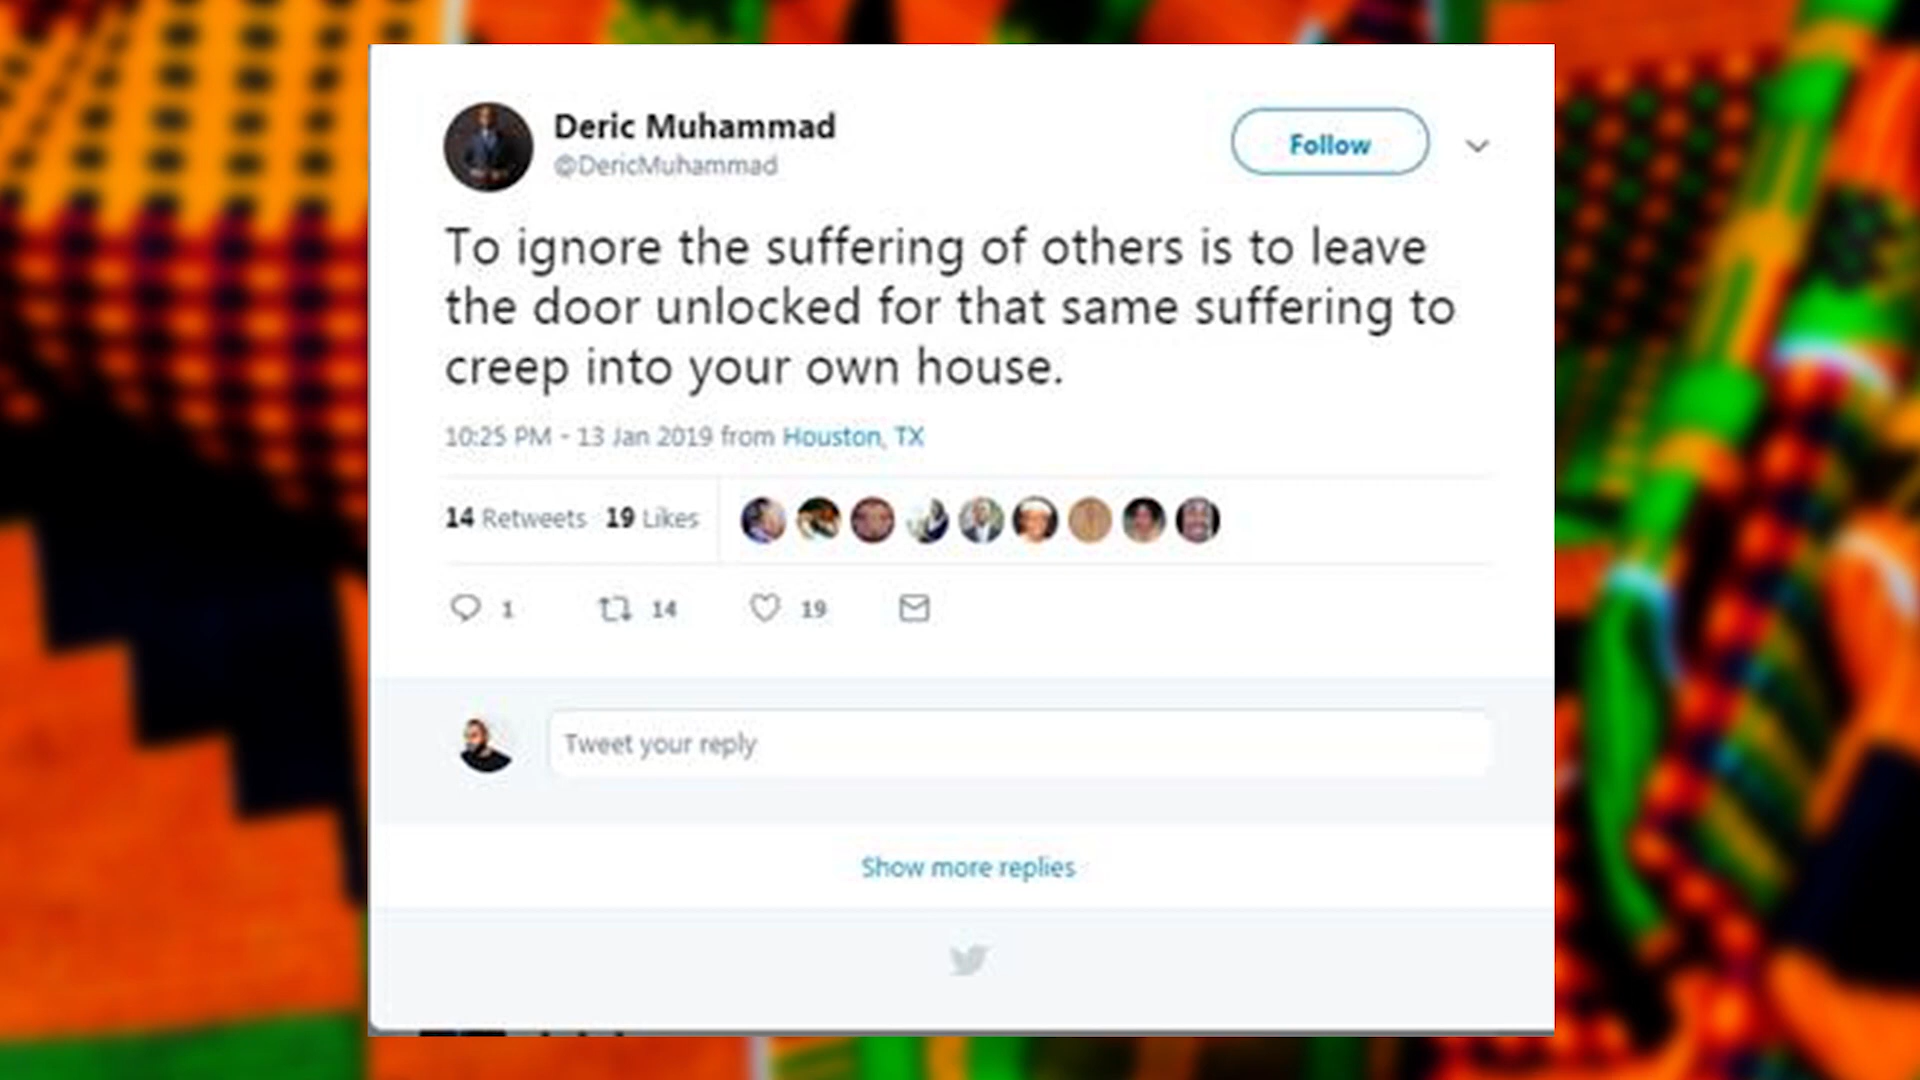 Deric Muhammad
@DericMuhammad
Follow
To ignore the suffering of others is to leave
the door unlocked for that same suffering to
creep into your own house.
10:25 PM - 13 Jan 2019 from Houston, TX
14 Retweets 19 Likes
1 14 19
Tweet your reply
Show more replies